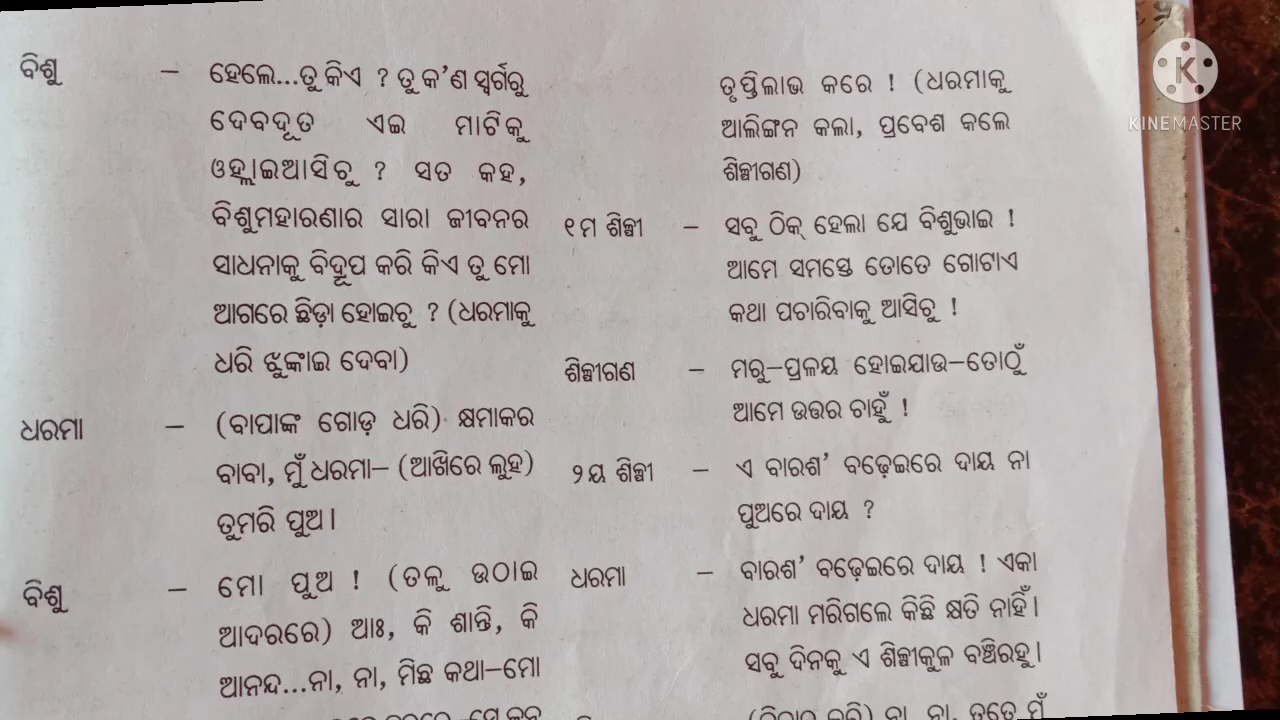 ବିଶୁ – ହେଲେ...ତୁ କିଏ ? ତୁ କ'ଣ ସ୍ୱର୍ଗରୁ
ଦେବଦୂତ ଏଇ ମାଟିକୁ
ଓହ୍ଲାଇଆସିଚୁ ? ସତ କହ,
ବିଶୁମହାରଣାର ସାରା ଜୀବନର
ସାଧନାକୁ ବିଦ୍ରୂପ କରି କିଏ ତୁ ମୋ
ଆଗରେ ଛିଡ଼ା ହୋଇଚୁ ? (ଧରମାକୁ
ଧରି ଝୁଙ୍କାଇ ଦେବା)
ଧରମା – (ବାପାଙ୍କ ଗୋଡ଼ ଧରି) କ୍ଷମାକର
ବାବା, ମୁଁ ଧରମା– (ଆଖିରେ ଲୁହ)
ତୁମରି ପୁଅ।
ବିଶୁ – ମୋ ପୁଅ ! (ତଳୁ ଉଠାଇ
ଆଦରରେ) ଆଃ, କି ଶାନ୍ତି, କି
ଆନନ୍ଦ...ନା, ନା, ମିଛ କଥା–ମୋ
ତୃପ୍ତିଲାଭ କରେ ! (ଧରମାକୁ
ଆଲିଙ୍ଗନ କଲା, ପ୍ରବେଶ କଲେ
ଶିଳ୍ପୀଗଣ)
୧ମ ଶିଳ୍ପୀ – ସବୁ ଠିକ୍ ହେଲା ଯେ ବିଶୁଭାଇ !
ଆମେ ସମସ୍ତେ ତୋତେ ଗୋଟାଏ
କଥା ପଚାରିବାକୁ ଆସିଚୁ !
ଶିଳ୍ପୀଗଣ – ମରୁ–ପ୍ରଳୟ ହୋଇଯାଉ–ତୋଠୁଁ
ଆମେ ଉତ୍ତର ଚାହୁଁ !
୨ୟ ଶିଳ୍ପୀ – ଏ ବାରଶ' ବଢ଼େଇରେ ଦାୟ ନା
ପୁଅରେ ଦାୟ ?
ଧରମା – ବାରଶ' ବଢ଼େଇରେ ଦାୟ ! ଏକା
ଧରମା ମରିଗଲେ କିଛି କ୍ଷତି ନାହିଁ।
ସବୁ ଦିନକୁ ଏ ଶିଳ୍ପୀକୁଳ ବଞ୍ଚିରହୁ।
KINEMASTER